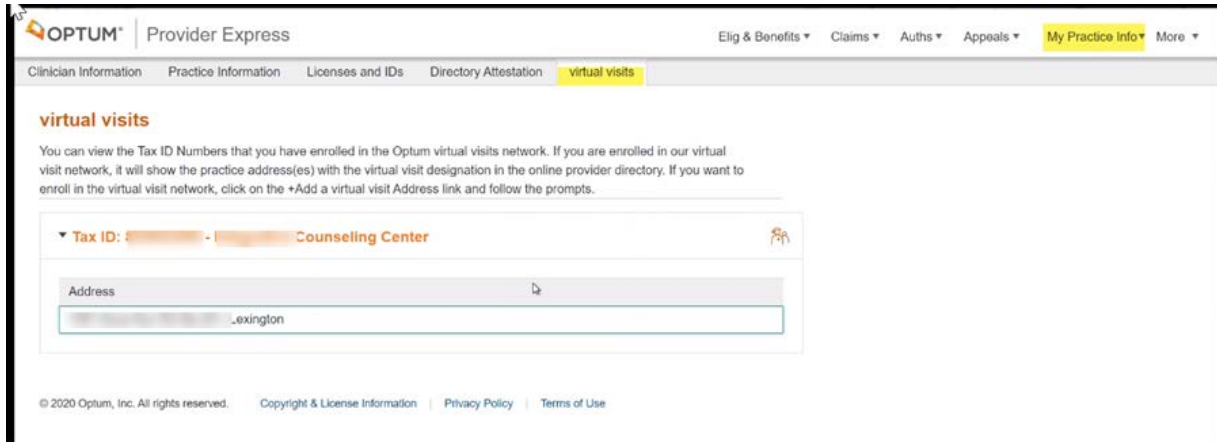 OPTUM® Provider Express Elig & Benefits Claims Auths Appeals My Practice Info More
Clinician Information Practice Information Licenses and IDs Directory Attestation virtual visits
virtual visits
You can view the Tax ID Numbers that you have enrolled in the Optum virtual visits network. If you are enrolled in our virtual
visit network, it will show the practice address(es) with the virtual visit designation in the online provider directory. If you want to
enroll in the virtual visit network, click on the +Add a virtual visit Address link and follow the prompts.
Tax ID: - Counseling Center
Address
Lexington
© 2020 Optum, Inc. All rights reserved. Copyright & License Information | Privacy Policy | Terms of Use